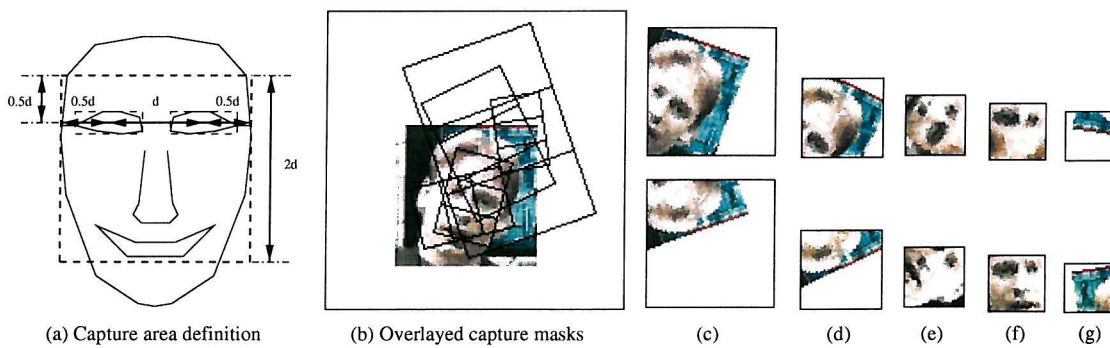 0.5d
0.5d
d
0.5d
2d
(a) Capture area definition
(b) Overlayed capture masks
(c)
(d)
(e)
(f)
(g)